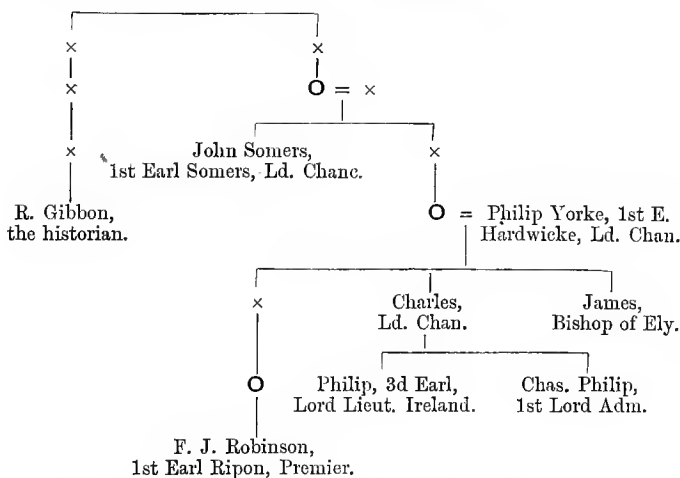 ×
×
×
O = ×
×
John Somers,
1st Earl Somers, Ld. Chanc.
×
R. Gibbon,
the historian.
O = Philip Yorke, 1st E.
Hardwicke, Ld. Chan.
×
Charles,
Ld. Chan.
James,
Bishop of Ely.
O
Philip, 3d Earl,
Lord Lieut. Ireland.
Chas. Philip,
1st Lord Adm.
F. J. Robinson,
1st Earl Ripon, Premier.